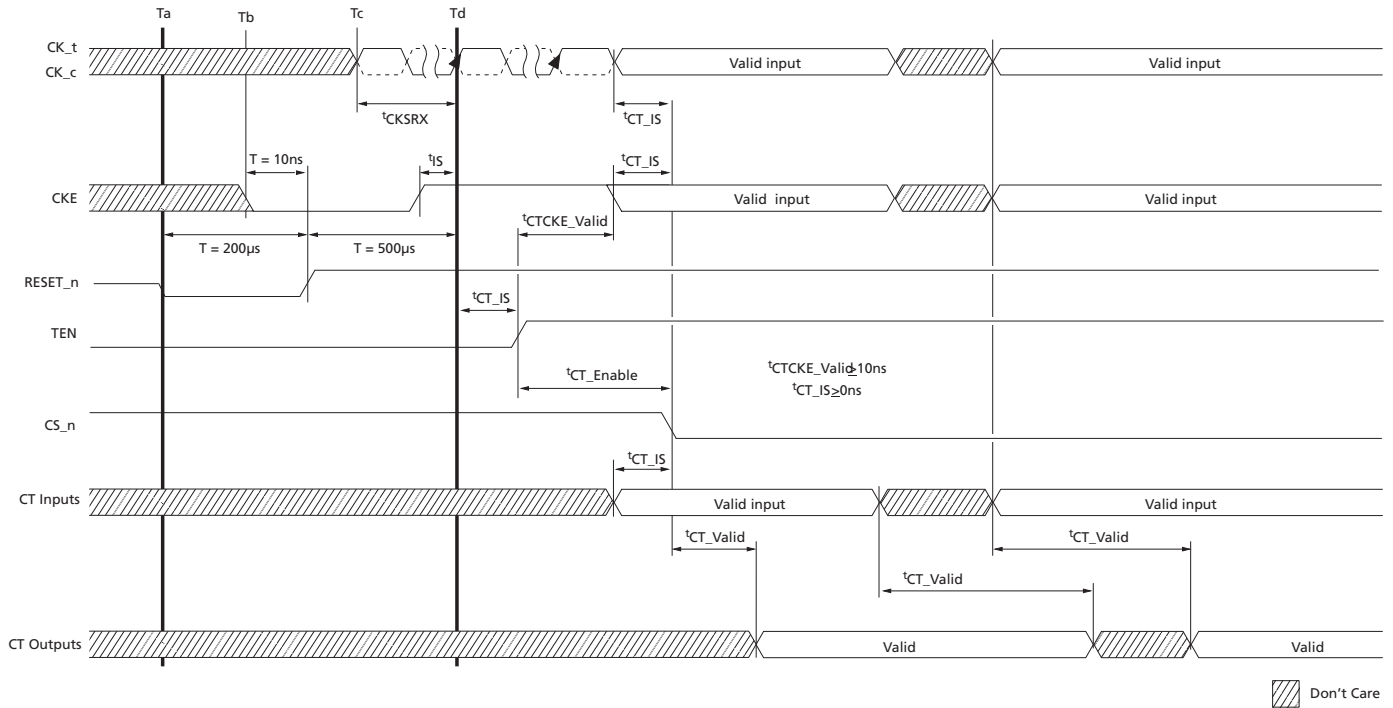 Ta Tb Tc Td
CK_t
CK_c
Valid input
Valid input
tCKSRX
tCT_IS
T = 10ns
tIS
tCT_IS
CKE
Valid input
Valid input
tCTCKE_Valid
T = 200µs
T = 500µs
RESET_n
tCT_IS
TEN
tCT_Enable
tCTCKE_Valid≥10ns
tCT_IS≥0ns
CS_n
tCT_IS
CT Inputs
Valid input
Valid input
tCT_Valid
tCT_Valid
tCT_Valid
CT Outputs
Valid
Valid
Don't Care